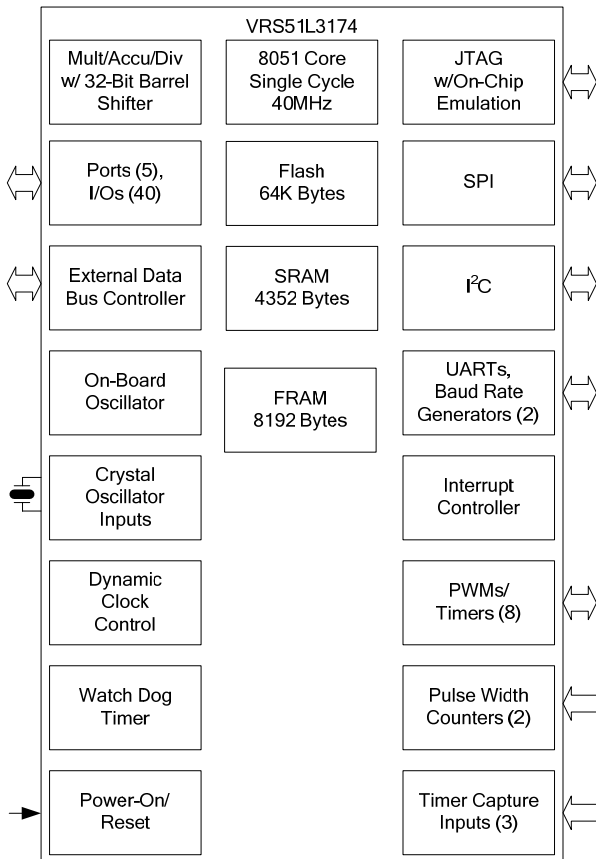 VRS51L3174
Mult/Accu/Div
w/ 32-Bit Barrel
Shifter
8051 Core
Single Cycle
40MHz
JTAG
w/On-Chip
Emulation
Ports (5),
I/Os (40)
Flash
64K Bytes
SPI
External Data
Bus Controller
SRAM
4352 Bytes
I²C
On-Board
Oscillator
FRAM
8192 Bytes
UARTs,
Baud Rate
Generators (2)
Crystal
Oscillator
Inputs
Interrupt
Controller
Dynamic
Clock
Control
PWMs/
Timers (8)
Watch Dog
Timer
Pulse Width
Counters (2)
Power-On/
Reset
Timer Capture
Inputs (3)